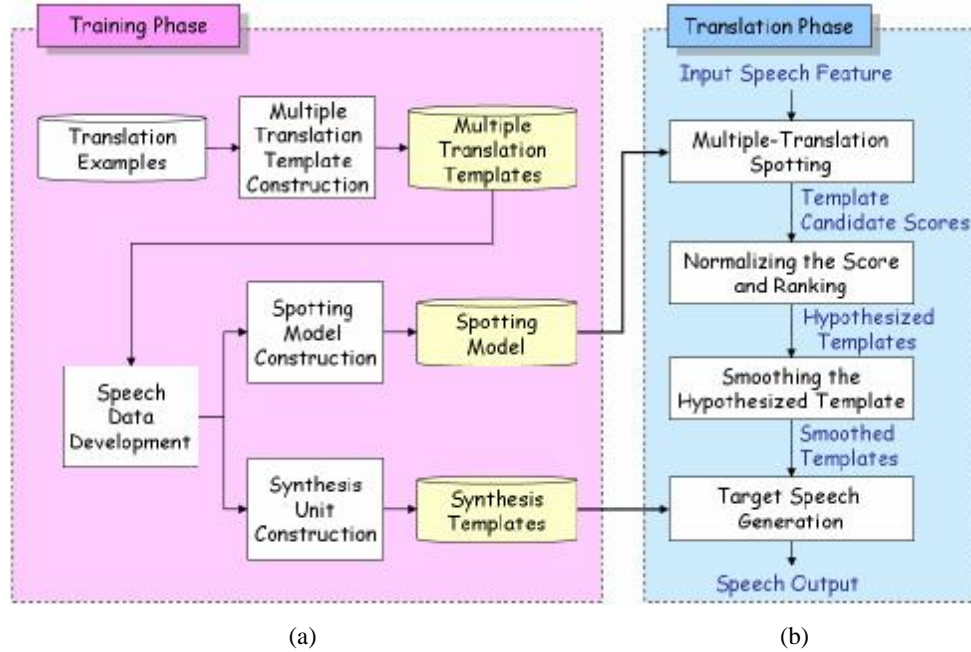 Training Phase
Translation
Examples
Multiple
Translation
Template
Construction
Multiple
Translation
Templates
Speech
Data
Development
Spotting
Model
Construction
Spotting
Model
Synthesis
Unit
Construction
Synthesis
Templates
(a)
Translation Phase
Input Speech Feature
Multiple-Translation
Spotting
Template
Candidate Scores
Normalizing the Score
and Ranking
Hypothesized
Templates
Smoothing the
Hypothesized Template
Smoothed
Templates
Target Speech
Generation
Speech Output
(b)